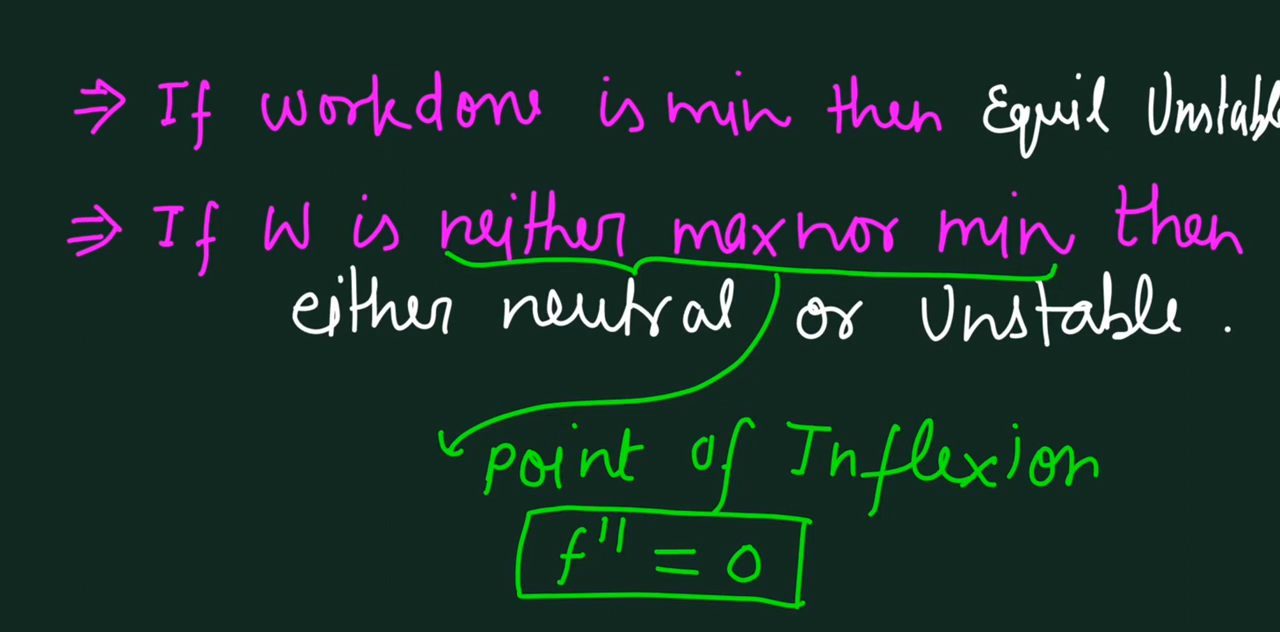 ⇒ If workdone is min then Equil Unstabl
⇒ If W is neither max nor min then
either neutral or Unstable .
point of Inflexion
f'' = 0